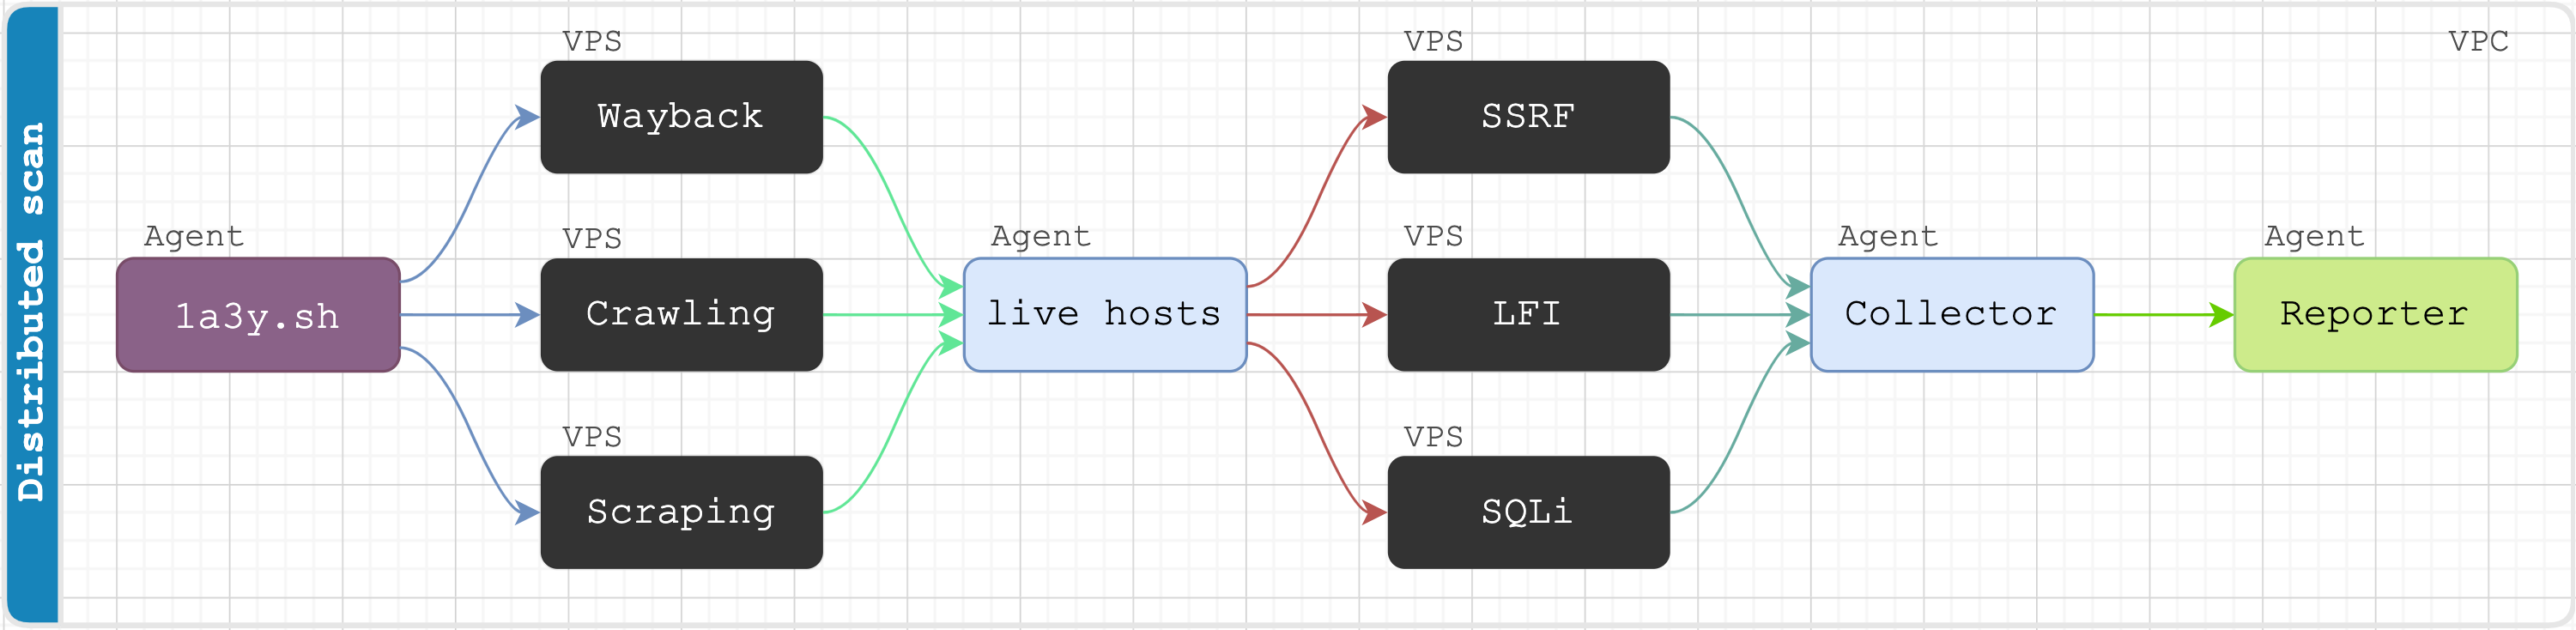 Distributed scan
VPC
Agent
1a3y.sh
VPS
Wayback
VPS
Crawling
VPS
Scraping
Agent
live hosts
VPS
SSRF
VPS
LFI
VPS
SQLi
Agent
Collector
Agent
Reporter